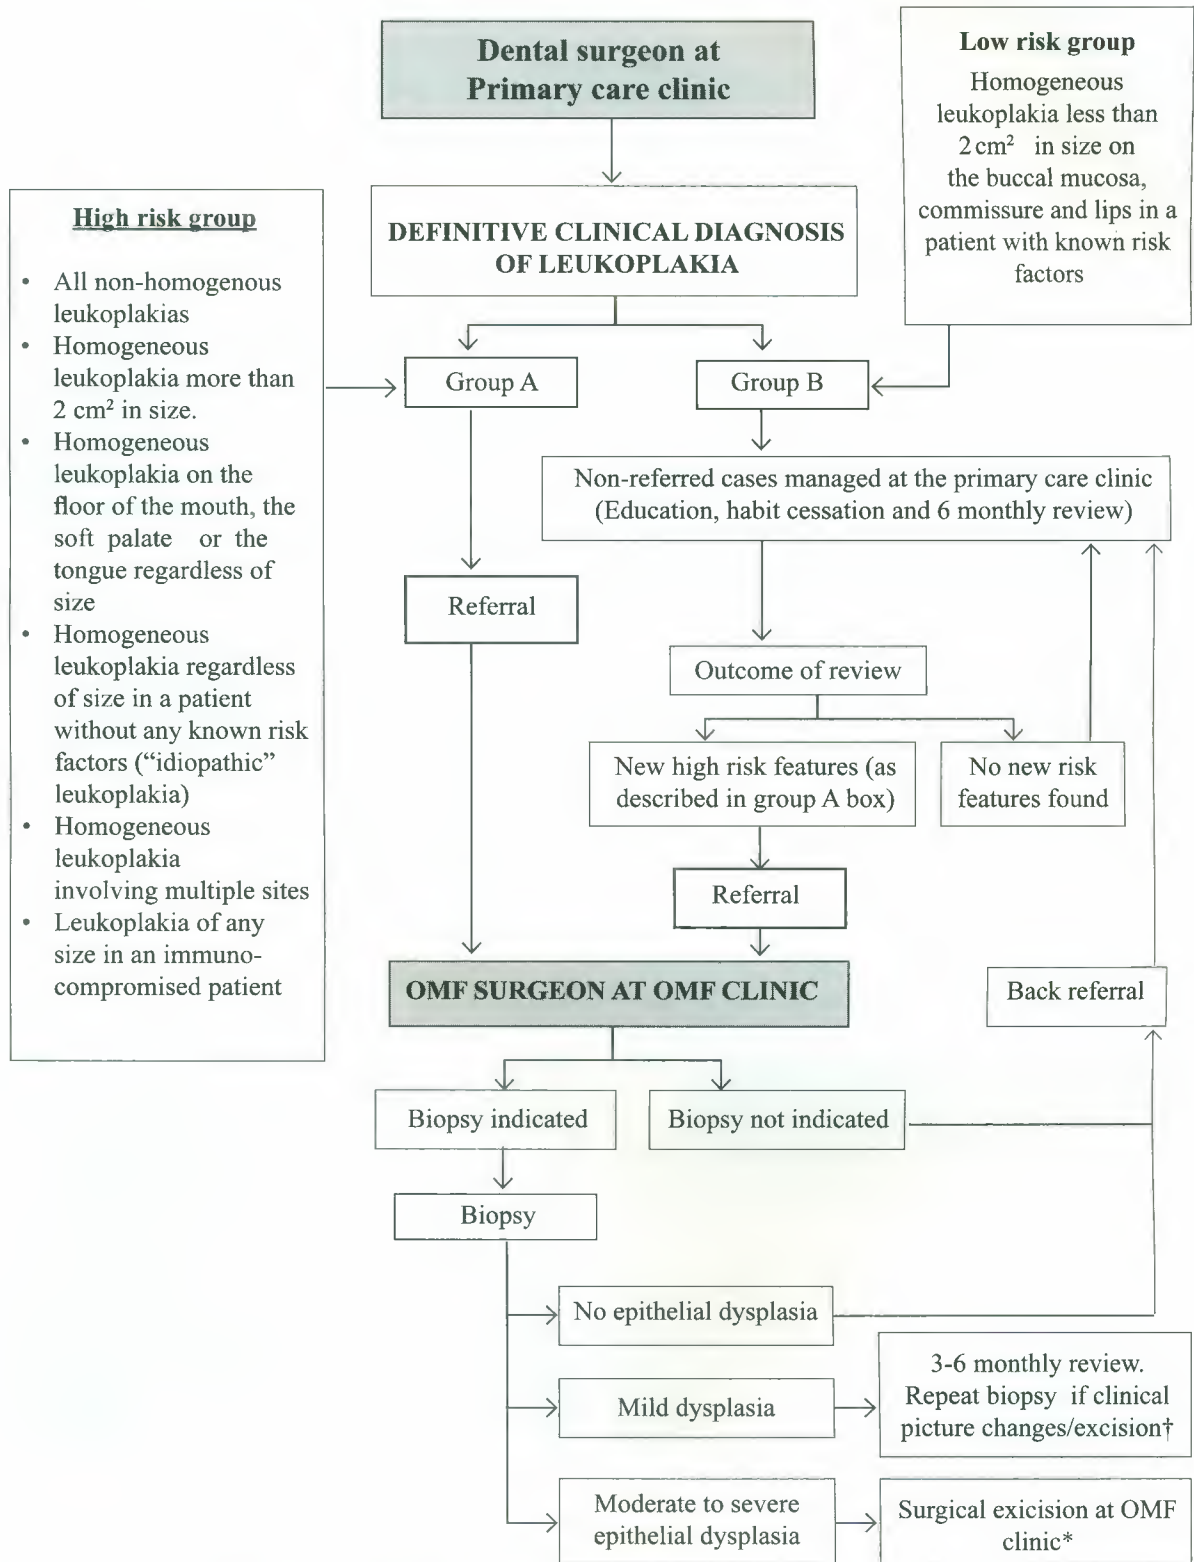 Dental surgeon at
Primary care clinic
Low risk group
Homogeneous
leukoplakia less than
2 cm² in size on
the buccal mucosa,
commissure and lips in a
patient with known risk
factors
High risk group
• All non-homogenous
leukoplakias
• Homogeneous
leukoplakia more than
2 cm² in size.
• Homogeneous
leukoplakia on the
floor of the mouth, the
soft palate or the
tongue regardless of
size
• Homogeneous
leukoplakia regardless
of size in a patient
without any known risk
factors (“idiopathic”
leukoplakia)
• Homogeneous
leukoplakia
involving multiple sites
• Leukoplakia of any
size in an immuno-
compromised patient
DEFINITIVE CLINICAL DIAGNOSIS
OF LEUKOPLAKIA
Group A
Group B
Non-referred cases managed at the primary care clinic
(Education, habit cessation and 6 monthly review)
Referral
Outcome of review
New high risk features (as
described in group A box)
No new risk
features found
Referral
OMF SURGEON AT OMF CLINIC
Back referral
Biopsy indicated
Biopsy not indicated
Biopsy
No epithelial dysplasia
Mild dysplasia
3-6 monthly review.
Repeat biopsy if clinical
picture changes/excision†
Moderate to severe
epithelial dysplasia
Surgical exicision at OMF
clinic*